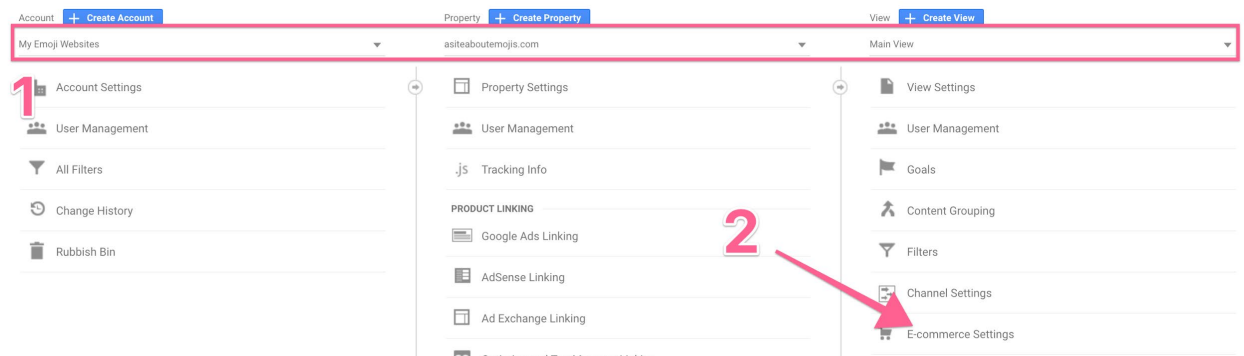 Account + Create Account
Property + Create Property
View + Create View
My Emoji Websites
asiteaboutemojis.com
Main View
1
Account Settings
User Management
All Filters
Change History
Rubbish Bin
Property Settings
User Management
.js Tracking Info
PRODUCT LINKING
Google Ads Linking
AdSense Linking
Ad Exchange Linking
2
View Settings
User Management
Goals
Content Grouping
Filters
Channel Settings
E-commerce Settings